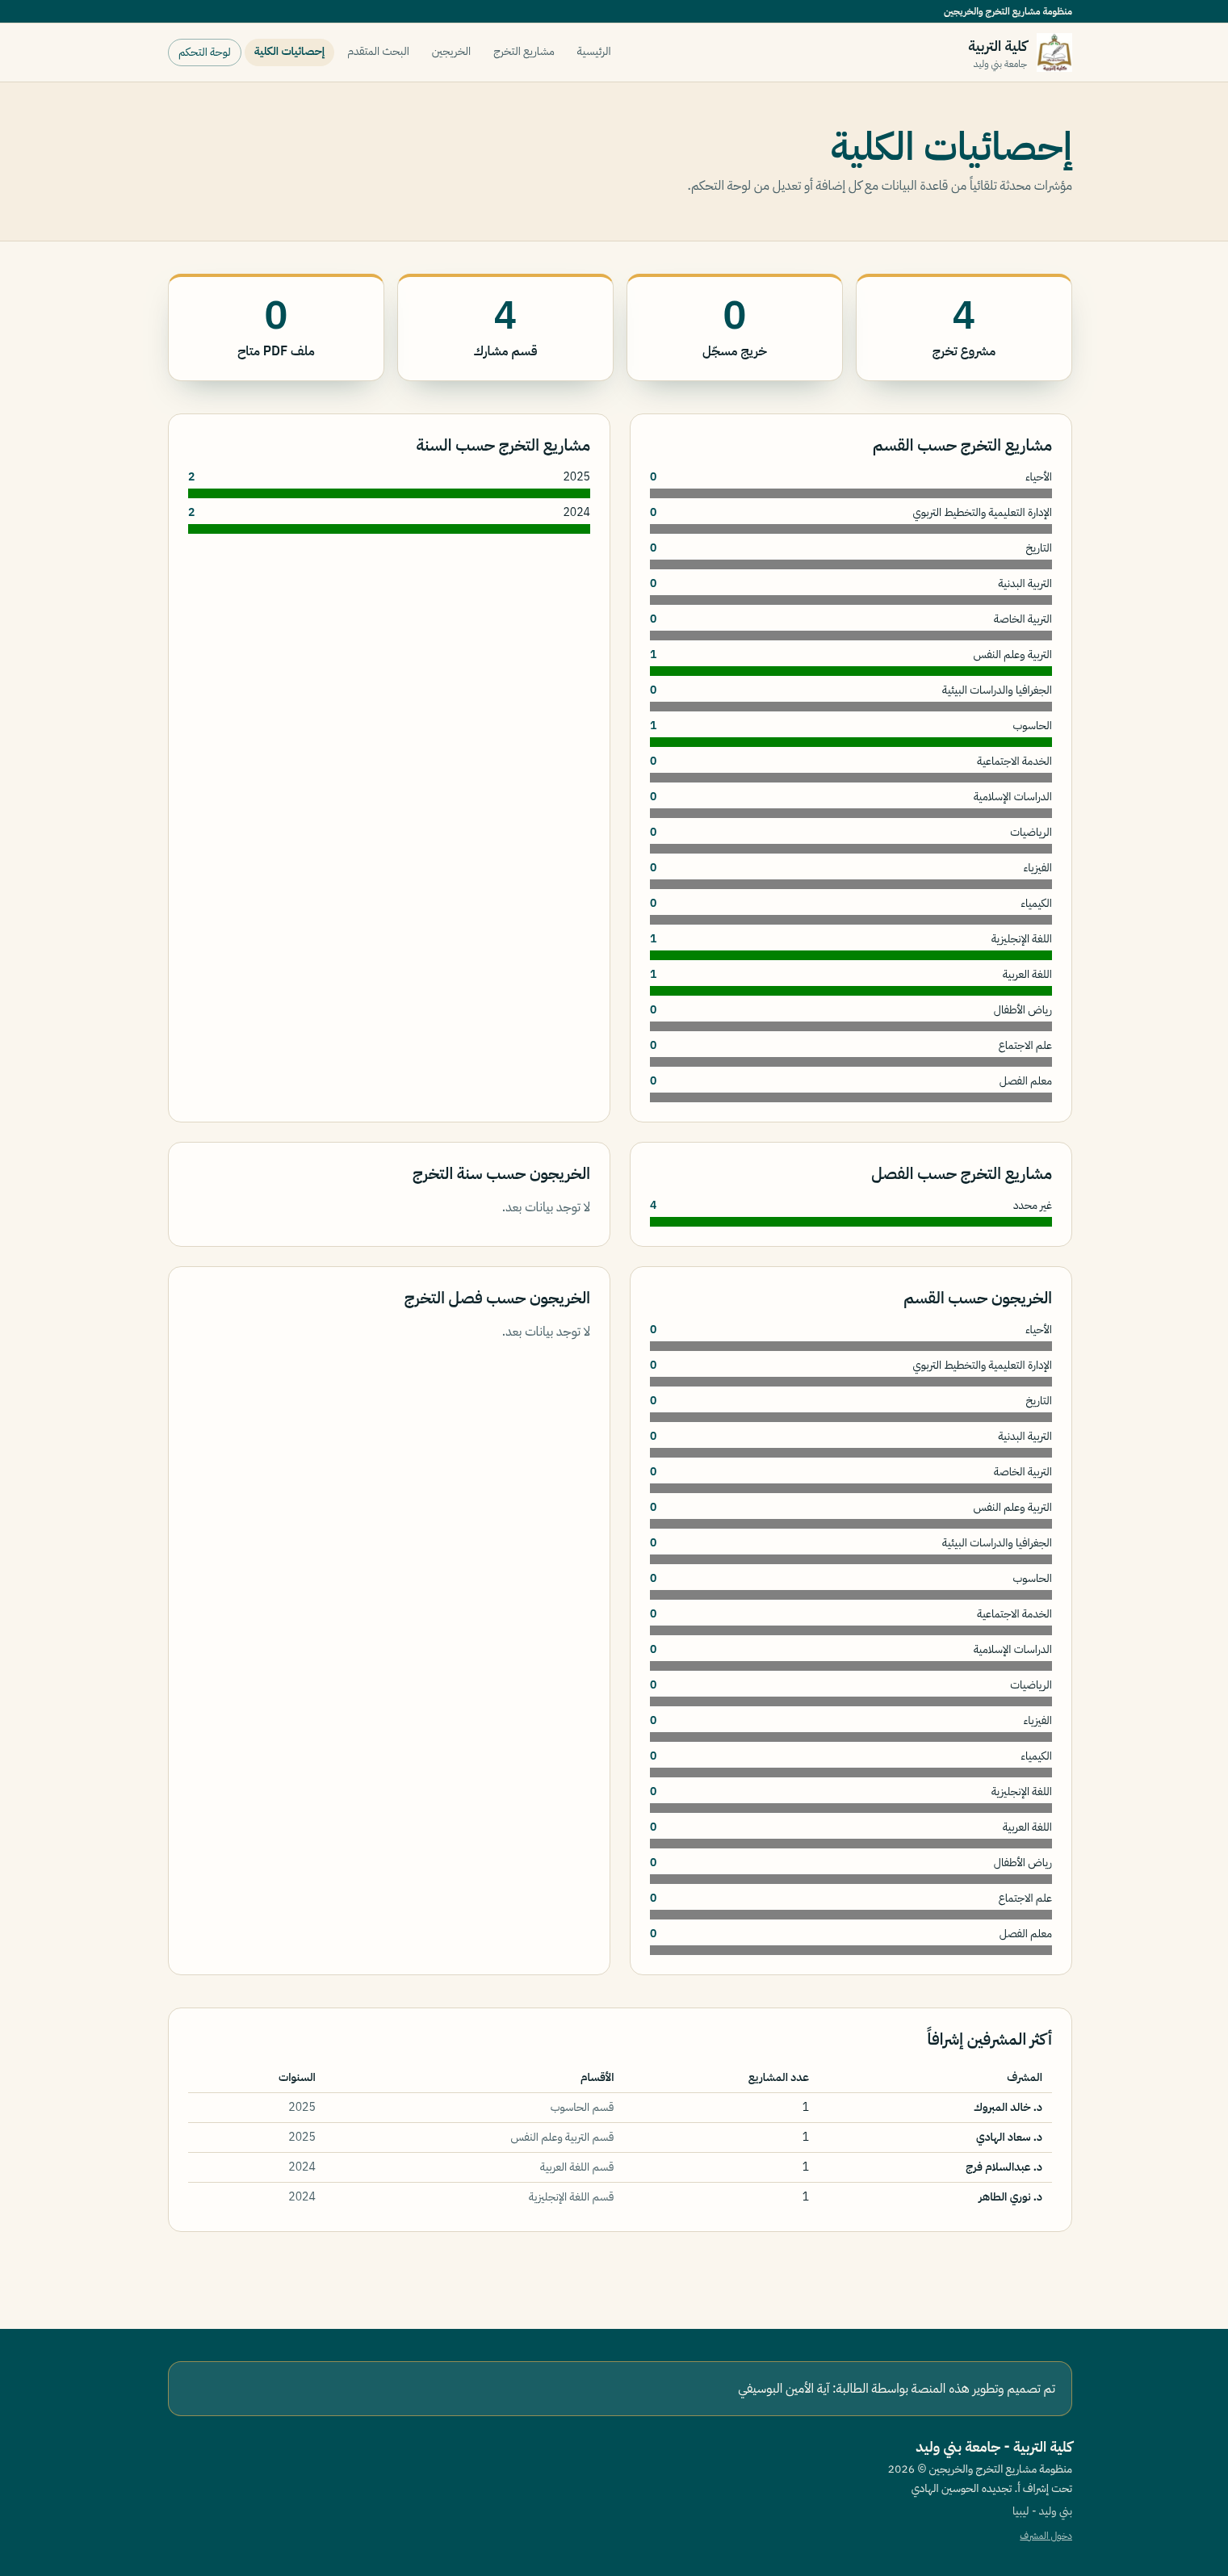 منظومة مشاريع التخرج والخريجين
كلية التربية
جامعة بني وليد
الرئيسية
مشاريع التخرج
الخريجين
البحث المتقدم
إحصائيات الكلية
لوحة التحكم
إحصائيات الكلية
مؤشرات محدثة تلقائياً من قاعدة البيانات مع كل إضافة أو تعديل من لوحة التحكم.
4
مشروع تخرج
0
خريج مسجّل
4
قسم مشارك
0
ملف PDF متاح
مشاريع التخرج حسب القسم
الأحياء 0
الإدارة التعليمية والتخطيط التربوي 0
التاريخ 0
التربية البدنية 0
التربية الخاصة 0
التربية وعلم النفس 1
الجغرافيا والدراسات البيئية 0
الحاسوب 1
الخدمة الاجتماعية 0
الدراسات الإسلامية 0
الرياضيات 0
الفيزياء 0
الكيمياء 0
اللغة الإنجليزية 1
اللغة العربية 1
رياض الأطفال 0
علم الاجتماع 0
معلم الفصل 0
مشاريع التخرج حسب السنة
2025 2
2024 2
مشاريع التخرج حسب الفصل
غير محدد 4
الخريجون حسب سنة التخرج
لا توجد بيانات بعد.
الخريجون حسب القسم
الأحياء 0
الإدارة التعليمية والتخطيط التربوي 0
التاريخ 0
التربية البدنية 0
التربية الخاصة 0
التربية وعلم النفس 0
الجغرافيا والدراسات البيئية 0
الحاسوب 0
الخدمة الاجتماعية 0
الدراسات الإسلامية 0
الرياضيات 0
الفيزياء 0
الكيمياء 0
اللغة الإنجليزية 0
اللغة العربية 0
رياض الأطفال 0
علم الاجتماع 0
معلم الفصل 0
الخريجون حسب فصل التخرج
لا توجد بيانات بعد.
أكثر المشرفين إشرافاً
المشرف عدد المشاريع الأقسام السنوات
د. خالد المبروك 1 قسم الحاسوب 2025
د. سعاد الهادي 1 قسم التربية وعلم النفس 2025
د. عبدالسلام فرج 1 قسم اللغة العربية 2024
د. نوري الطاهر 1 قسم اللغة الإنجليزية 2024
تم تصميم وتطوير هذه المنصة بواسطة الطالبة: آية الأمين البوسيفي
كلية التربية - جامعة بني وليد
منظومة مشاريع التخرج والخريجين © 2026
تحت إشراف أ. تجديده الحوسين الهادي
بني وليد - ليبيا
دخول المشرف